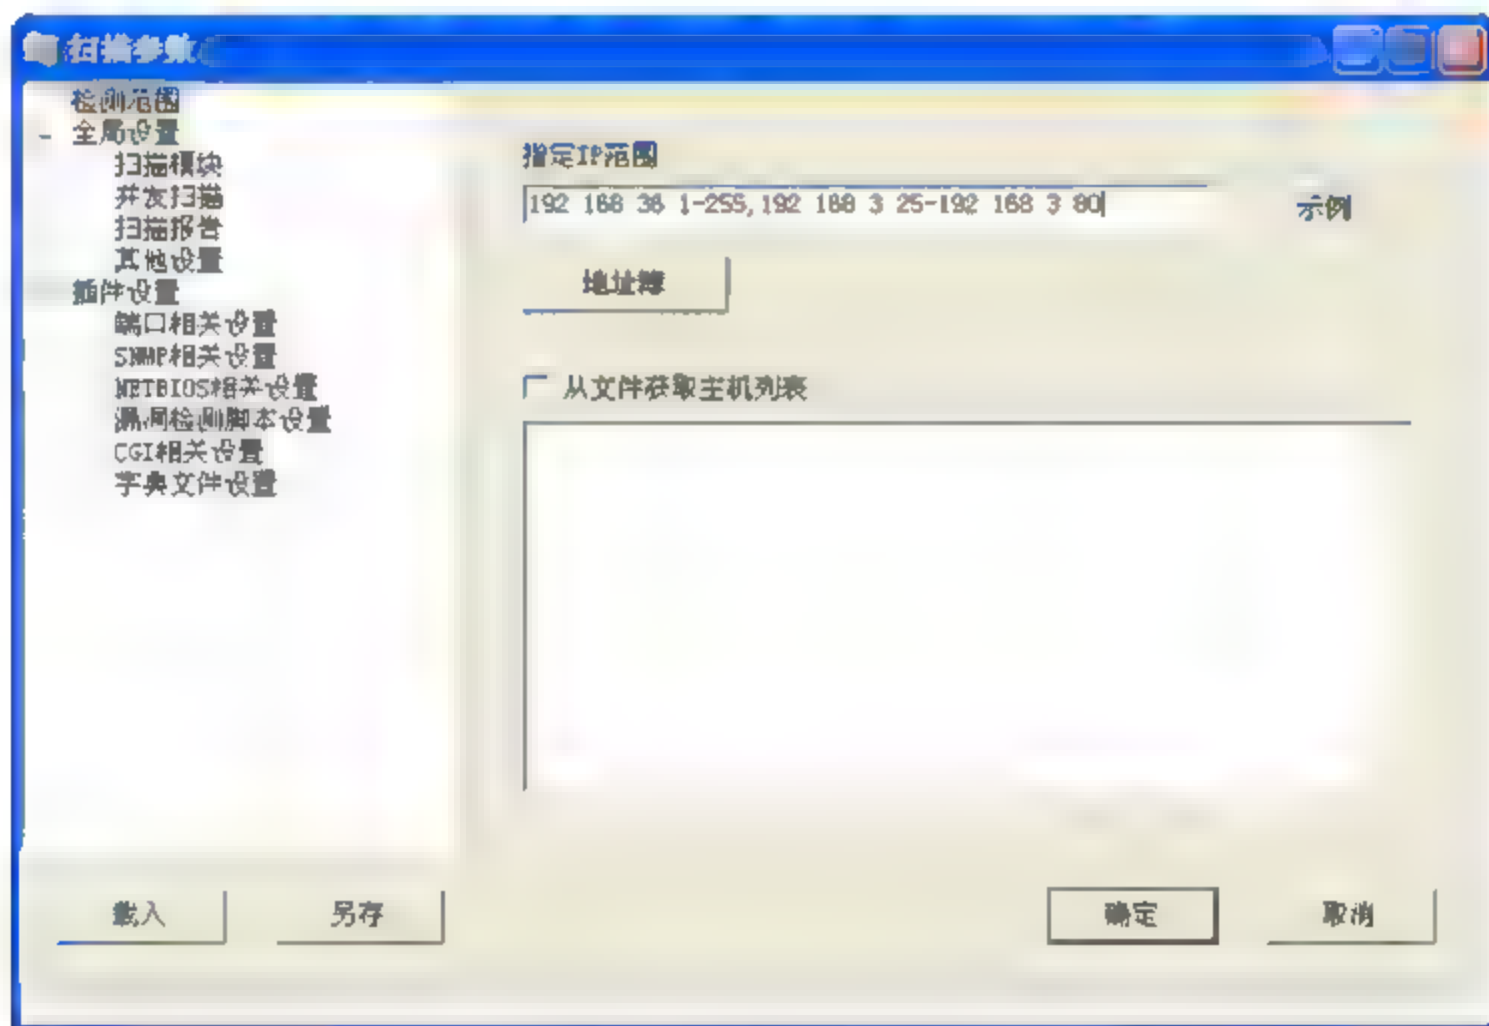 扫描参数
检测范围
全局设置
扫描模块
并发扫描
扫描报告
其他设置
插件设置
端口相关设置
SNMP相关设置
NETBIOS相关设置
漏洞检测脚本设置
CGI相关设置
字典文件设置
载入
另存
指定IP范围
192 168 36 1-255,192 168 3 25-192 168 3 80
示例
地址簿
从文件获取主机列表
确定
取消